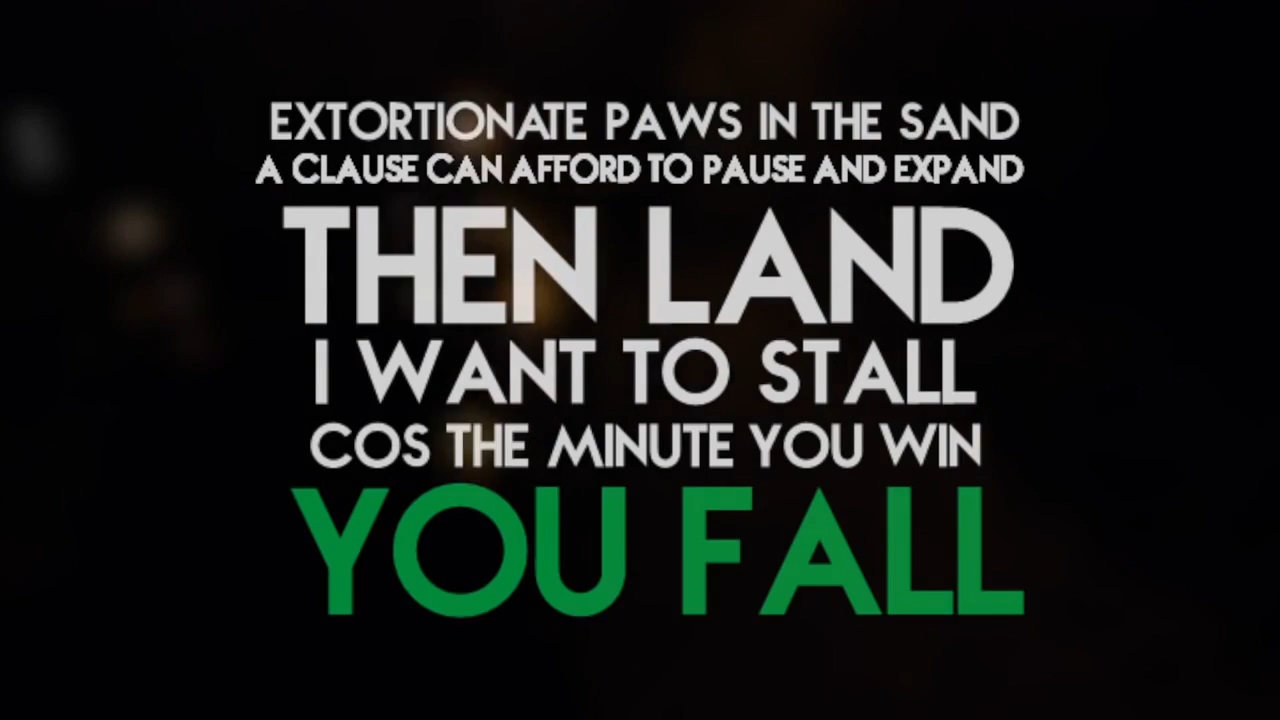 EXTORTIONATE PAWS IN THE SAND
A CLAUSE CAN AFFORD TO PAUSE AND EXPAND
THEN LAND
I WANT TO STALL
COS THE MINUTE YOU WIN
YOU FALL